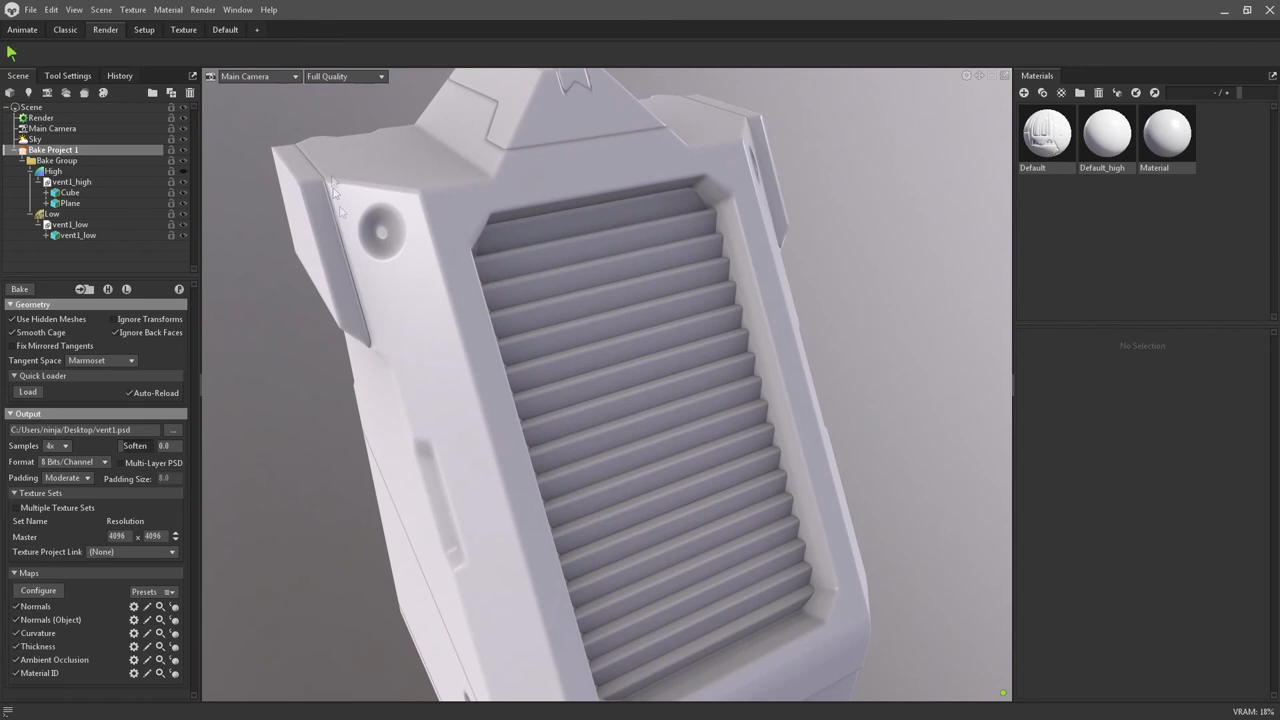 File Edit View Scene Texture Material Render Window Help
Animate Classic Render Setup Texture Default +
Scene Tool Settings History
Main Camera Full Quality
Materials
- / +
Scene
Render
Main Camera
Sky
Bake Project 1
Bake Group
High
vent1_high
Cube
Plane
Low
vent1_low
vent1_low
Default Default_high Material
Bake H L P
Geometry
Use Hidden Meshes Ignore Transforms
Smooth Cage Ignore Back Faces
Fix Mirrored Tangents
Tangent Space Marmoset
Quick Loader
Load Auto-Reload
Output
C:/Users/ninja/Desktop/vent1.psd ...
Samples 4x Soften 0.0
Format 8 Bits/Channel Multi-Layer PSD
Padding Moderate Padding Size: 8.0
Texture Sets
Multiple Texture Sets
Set Name Resolution
Master 4096 x 4096
Texture Project Link (None)
Maps
Configure Presets
Normals
Normals (Object)
Curvature
Thickness
Ambient Occlusion
Material ID
No Selection
VRAM: 18%